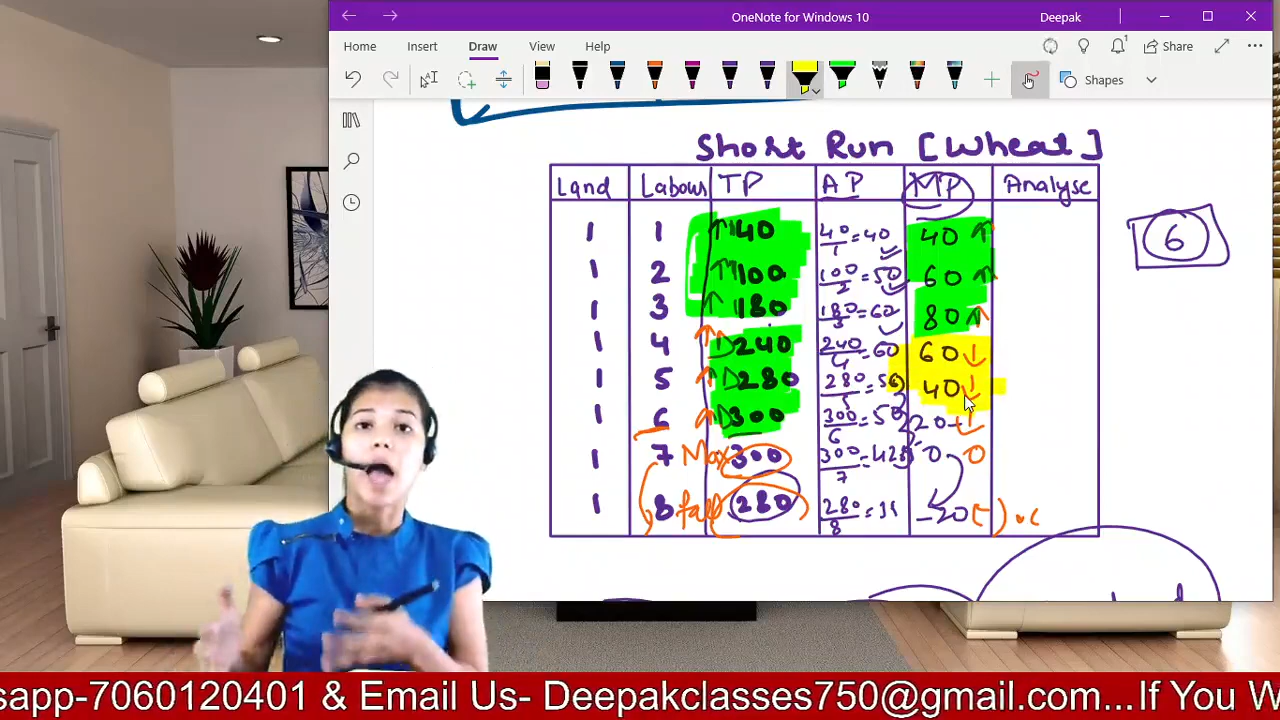 OneNote for Windows 10
Deepak
Home Insert Draw View Help
Share
Shapes
Short Run [Wheat]
Land Labour TP AP MP Analyse
1 1 ↑ 40 40/1=40 40 ↑
1 2 ↑ 100 100/2=50 60 ↑
1 3 ↑ 180 180/3=60 80 ↑
1 4 ↑ D 240 240/4=60 60 ↓
1 5 ↑ D 280 280/5=56 40 ↓
1 6 ↑ D 300 300/6=50 20 ↓
1 7 Max 300 300/7=42.5 0 0
1 8 fall 280 280/8=35 -20 (-)
6
sapp-7060120401 & Email Us- Deepakclasses750@gmail.com...If You W